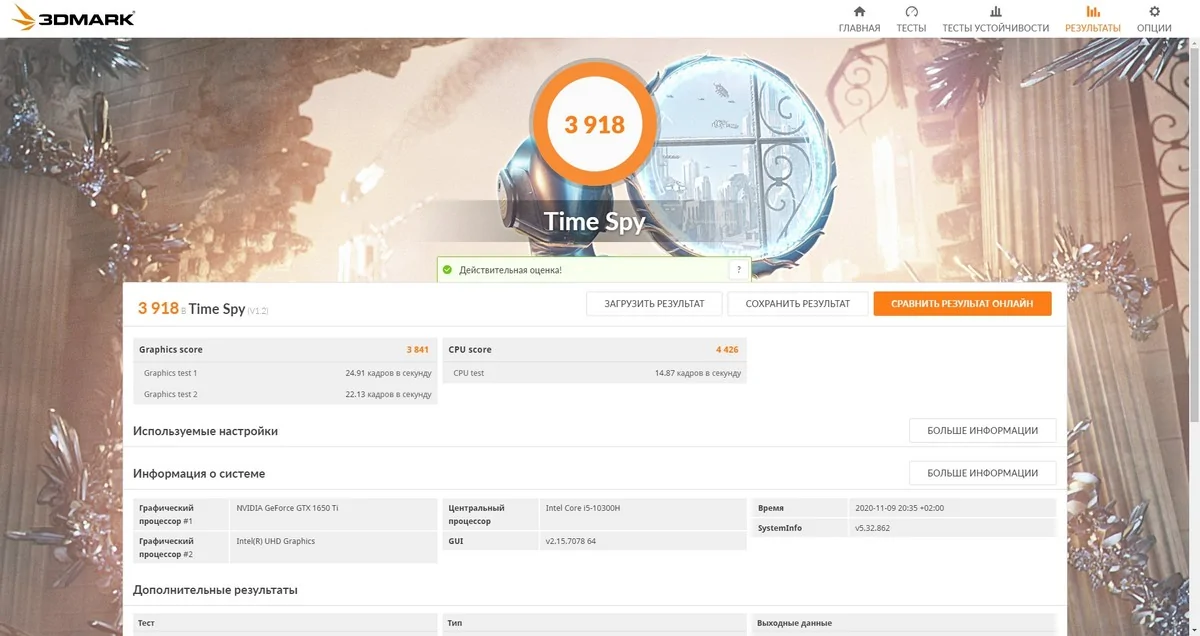 3DMARK
ГЛАВНАЯ ТЕСТЫ ТЕСТЫ УСТОЙЧИВОСТИ РЕЗУЛЬТАТЫ ОПЦИИ
3 918
Time Spy
Действительная оценка! ?
3 918 в Time Spy (V1.2)
ЗАГРУЗИТЬ РЕЗУЛЬТАТ СОХРАНИТЬ РЕЗУЛЬТАТ СРАВНИТЬ РЕЗУЛЬТАТ ОНЛАЙН
Graphics score 3 841
Graphics test 1 24.91 кадров в секунду
Graphics test 2 22.13 кадров в секунду
CPU score 4 426
CPU test 14.87 кадров в секунду
Используемые настройки БОЛЬШЕ ИНФОРМАЦИИ
Информация о системе БОЛЬШЕ ИНФОРМАЦИИ
Графический
процессор #1
NVIDIA GeForce GTX 1650 Ti
Графический
процессор #2
Intel(R) UHD Graphics
Центральный
процессор
Intel Core i5-10300H
GUI v2.15.7078 64
Время 2020-11-09 20:35 +02:00
SystemInfo v5.32.862
Дополнительные результаты
Тест Тип Выходные данные